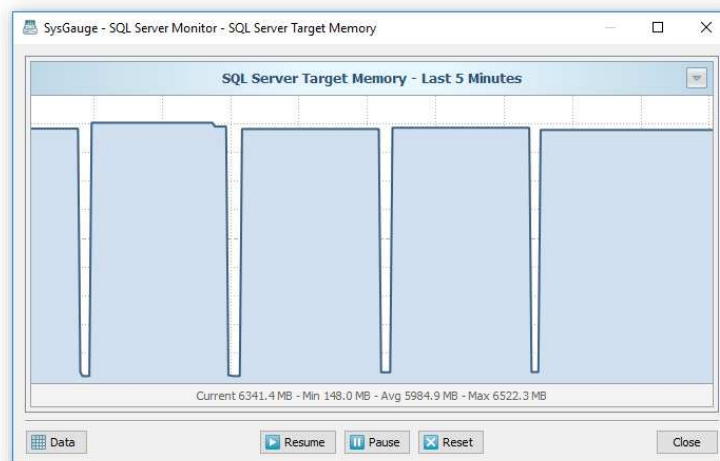 SysGauge - SQL Server Monitor - SQL Server Target Memory
SQL Server Target Memory - Last 5 Minutes
Current 6341.4 MB - Min 148.0 MB - Avg 5984.9 MB - Max 6522.3 MB
Data Resume Pause Reset Close